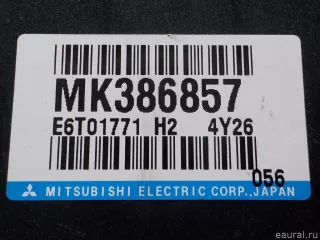 MK386857
E6T01771 H2 4Y26
056
MITSUBISHI ELECTRIC CORP., JAPAN
eaural.ru